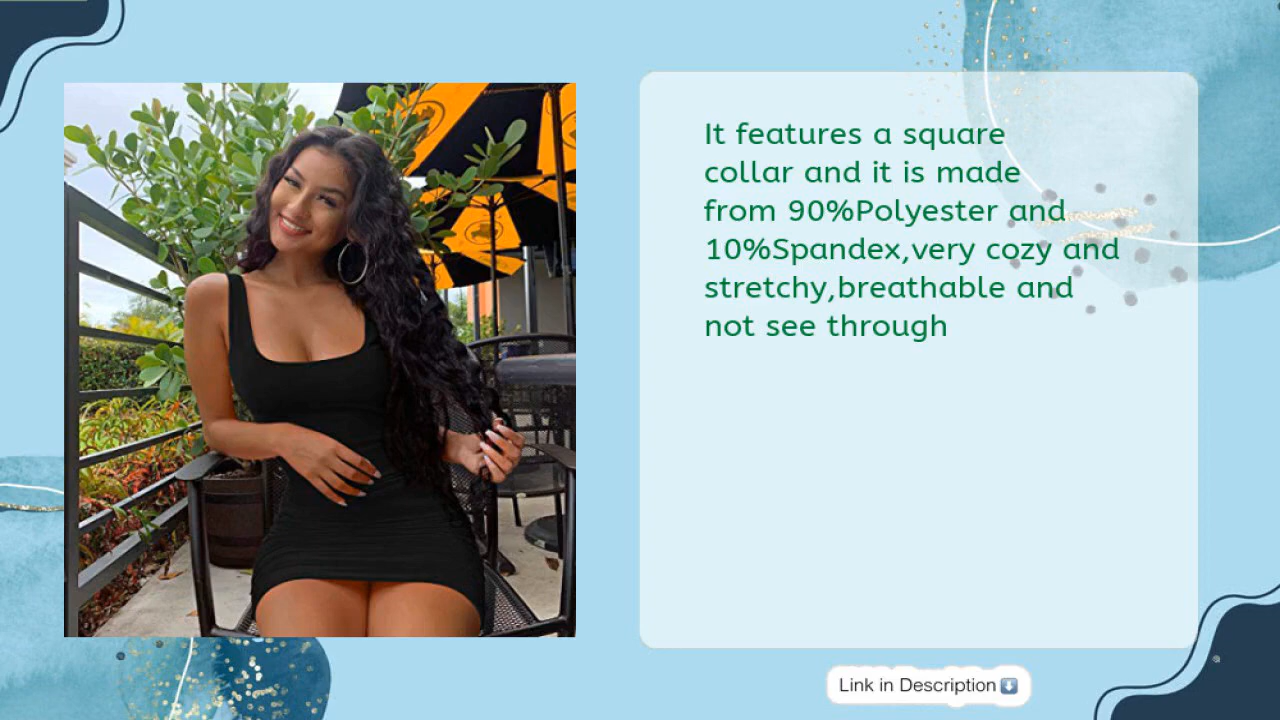 It features a square
collar and it is made
from 90%Polyester and
10%Spandex,very cozy and
stretchy,breathable and
not see through
Link in Description⬇️